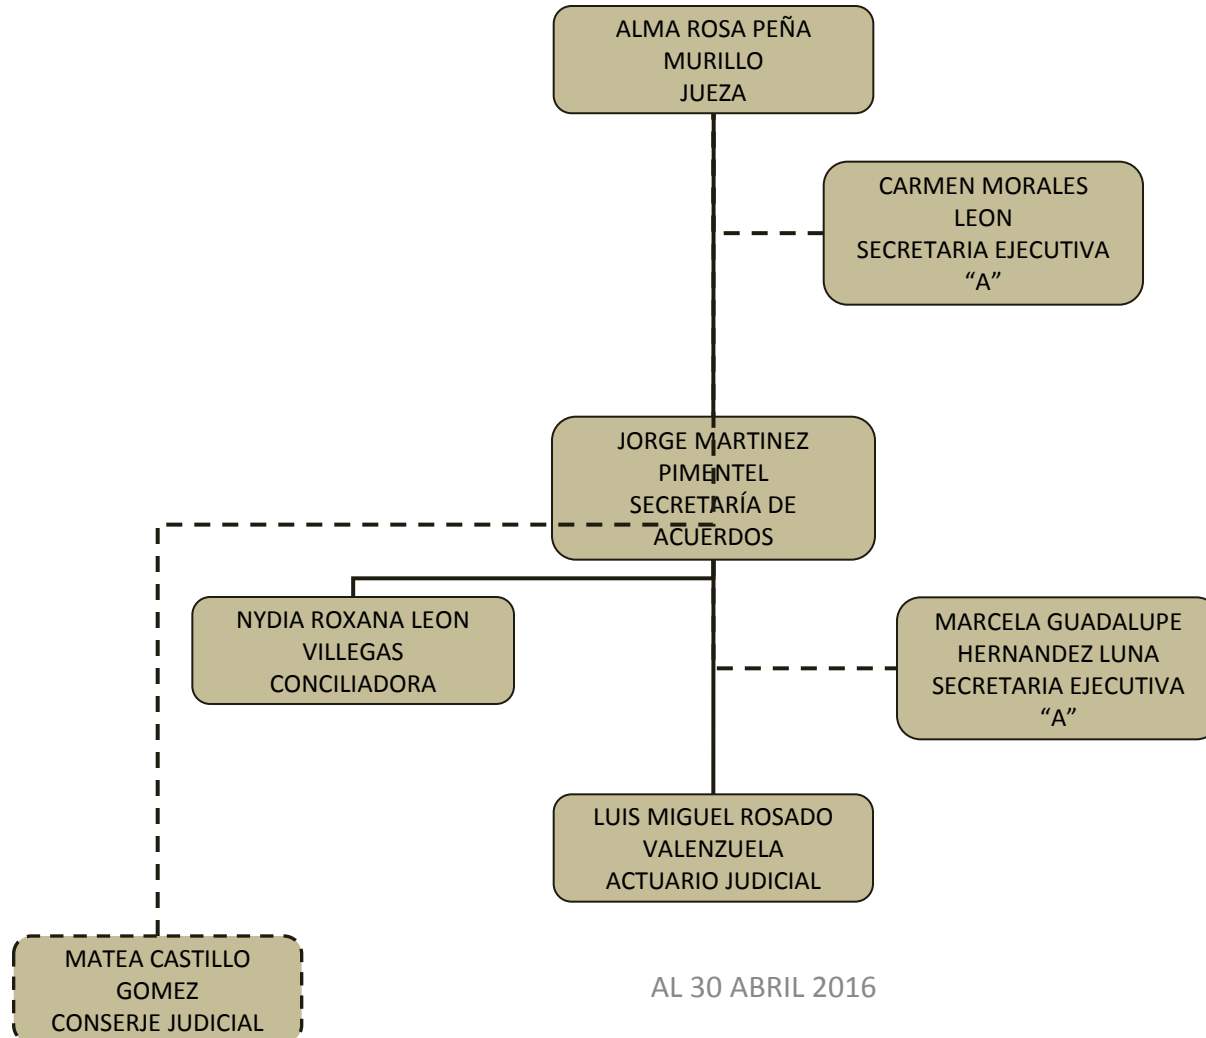 ALMA ROSA PEÑA
MURILLO
JUEZA
CARMEN MORALES
LEON
SECRETARIA EJECUTIVA
“A”
JORGE MARTINEZ
PIMENTEL
SECRETARÍA DE
ACUERDOS
NYDIA ROXANA LEON
VILLEGAS
CONCILIADORA
MARCELA GUADALUPE
HERNANDEZ LUNA
SECRETARIA EJECUTIVA
“A”
LUIS MIGUEL ROSADO
VALENZUELA
ACTUARIO JUDICIAL
MATEA CASTILLO
GOMEZ
CONSERJE JUDICIAL
AL 30 ABRIL 2016